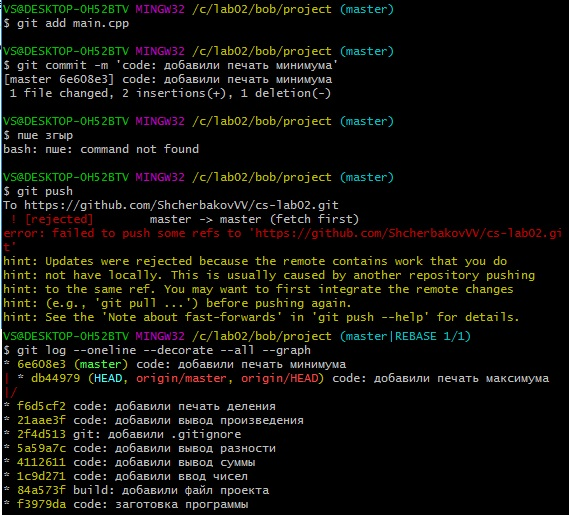 VS@DESKTOP-OH52BTV MINGW32 /c/lab02/bob/project (master)
$ git add main.cpp
VS@DESKTOP-OH52BTV MINGW32 /c/lab02/bob/project (master)
$ git commit -m 'code: добавили печать минимума'
[master 6e608e3] code: добавили печать минимума
1 file changed, 2 insertions(+), 1 deletion(-)
VS@DESKTOP-OH52BTV MINGW32 /c/lab02/bob/project (master)
$ пше згыр
bash: пше: command not found
VS@DESKTOP-OH52BTV MINGW32 /c/lab02/bob/project (master)
$ git push
To https://github.com/ShcherbakovVV/cs-lab02.git
! [rejected] master -> master (fetch first)
error: failed to push some refs to 'https://github.com/ShcherbakovVV/cs-lab02.gi
t'
hint: Updates were rejected because the remote contains work that you do
hint: not have locally. This is usually caused by another repository pushing
hint: to the same ref. You may want to first integrate the remote changes
hint: (e.g., 'git pull ...') before pushing again.
hint: See the 'Note about fast-forwards' in 'git push --help' for details.
VS@DESKTOP-OH52BTV MINGW32 /c/lab02/bob/project (master|REBASE 1/1)
$ git log --oneline --decorate --all --graph
* 6e608e3 (master) code: добавили печать минимума
| * db44979 (HEAD, origin/master, origin/HEAD) code: добавили печать максимума
|/
* f6d5cf2 code: добавили печать деления
* 21aae3f code: добавили вывод произведения
* 2f4d513 git: добавили .gitignore
* 5a59a7c code: добавили вывод разности
* 4112611 code: добавили вывод суммы
* 1c9d271 code: добавили ввод чисел
* 84a573f build: добавили файл проекта
* f3979da code: заготовка программы